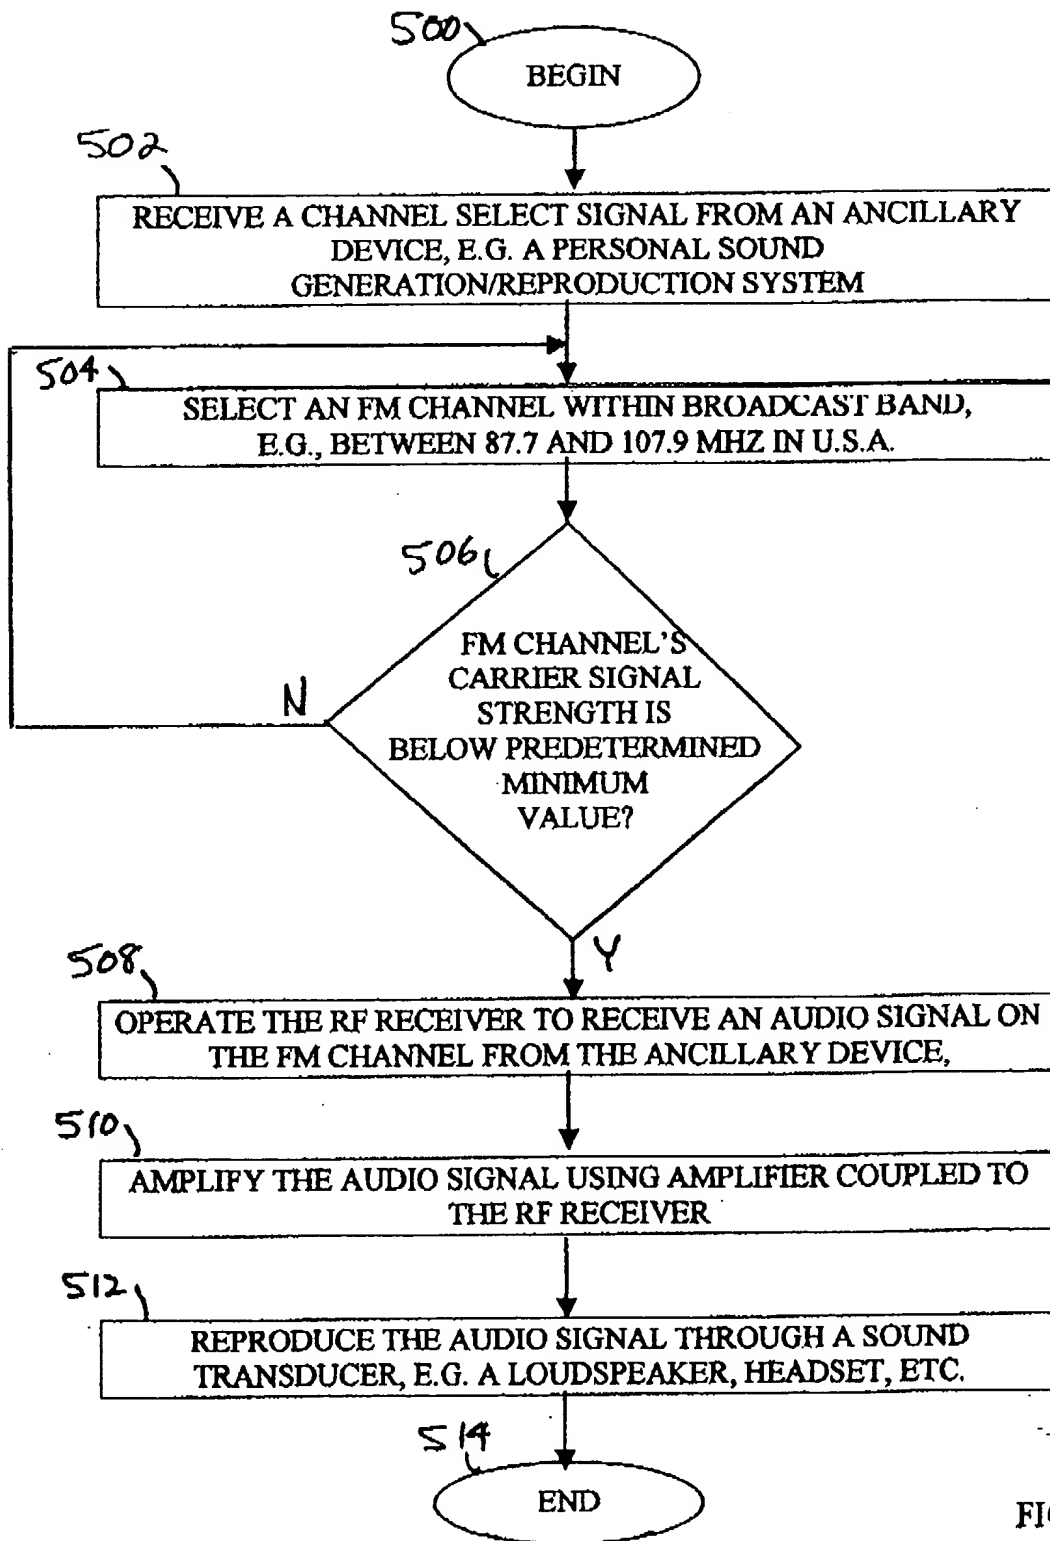 500
BEGIN
502
RECEIVE A CHANNEL SELECT SIGNAL FROM AN ANCILLARY
DEVICE, E.G. A PERSONAL SOUND
GENERATION/REPRODUCTION SYSTEM
504
SELECT AN FM CHANNEL WITHIN BROADCAST BAND,
E.G., BETWEEN 87.7 AND 107.9 MHZ IN U.S.A.
506
FM CHANNEL'S
CARRIER SIGNAL
STRENGTH IS
BELOW PREDETERMINED
MINIMUM
VALUE?
N
Y
508
OPERATE THE RF RECEIVER TO RECEIVE AN AUDIO SIGNAL ON
THE FM CHANNEL FROM THE ANCILLARY DEVICE,
510
AMPLIFY THE AUDIO SIGNAL USING AMPLIFIER COUPLED TO
THE RF RECEIVER
512
REPRODUCE THE AUDIO SIGNAL THROUGH A SOUND
TRANSDUCER, E.G. A LOUDSPEAKER, HEADSET, ETC.
514
END